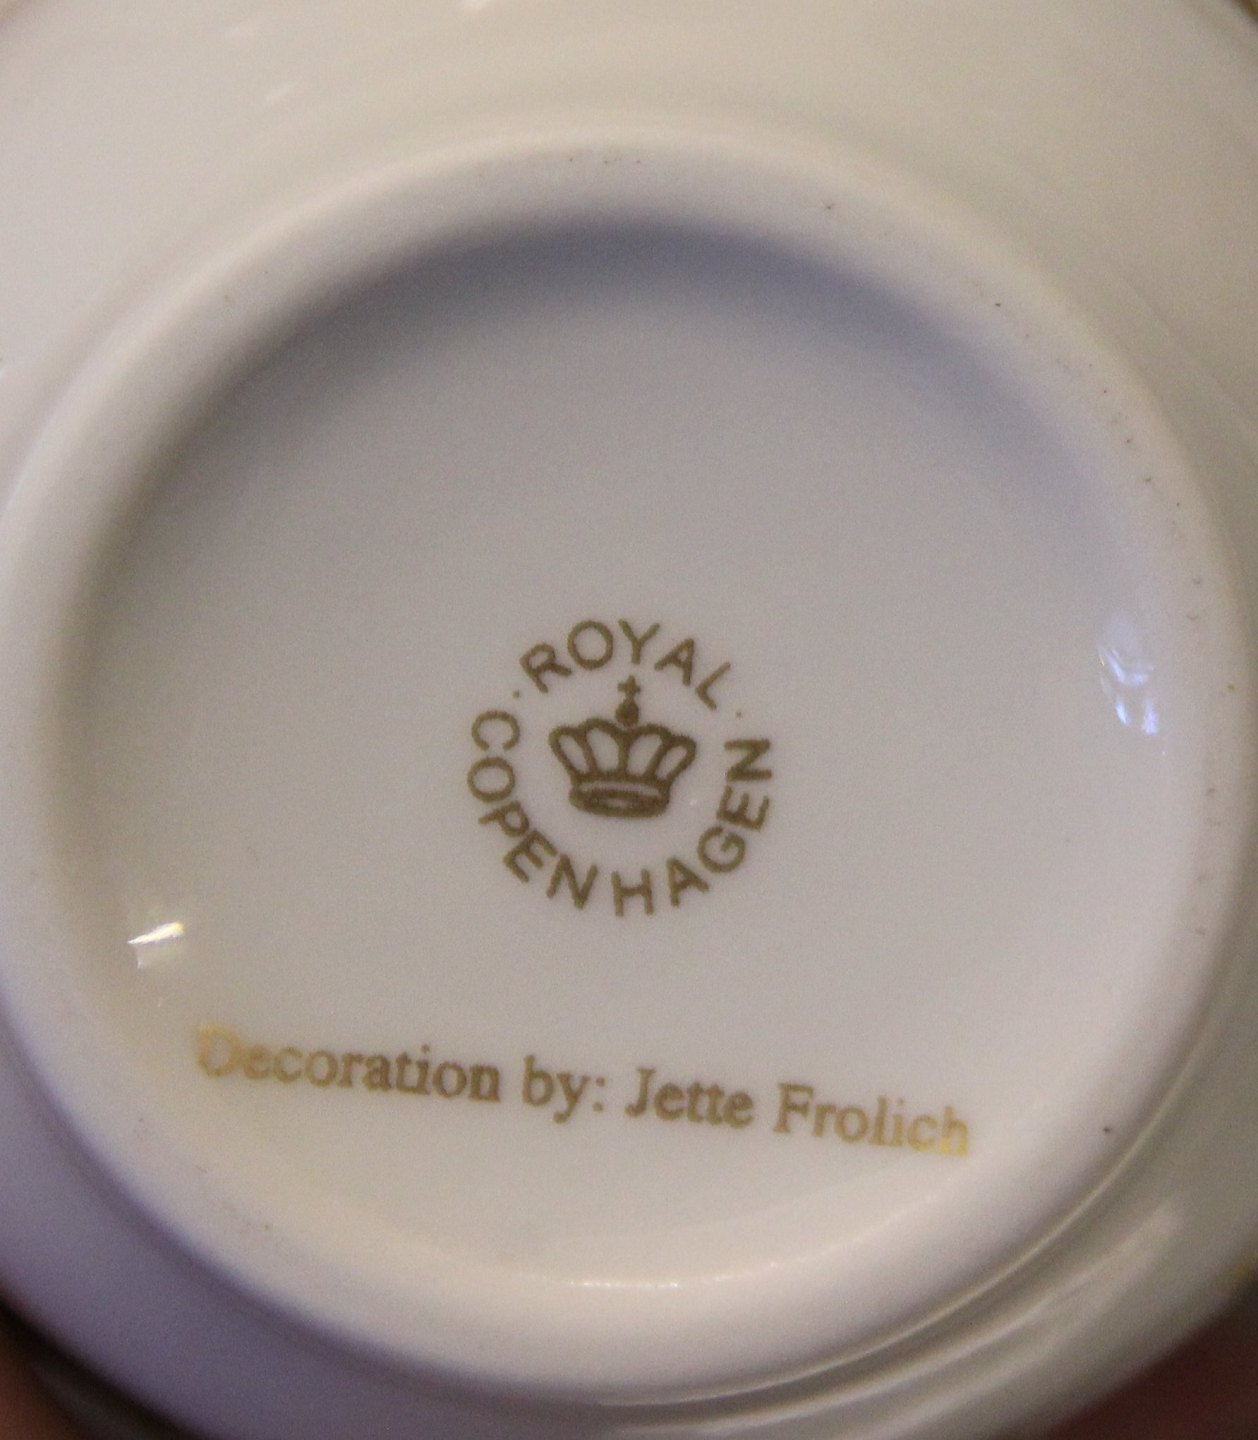 ROYAL
COPENHAGEN
Decoration by: Jette Frolich